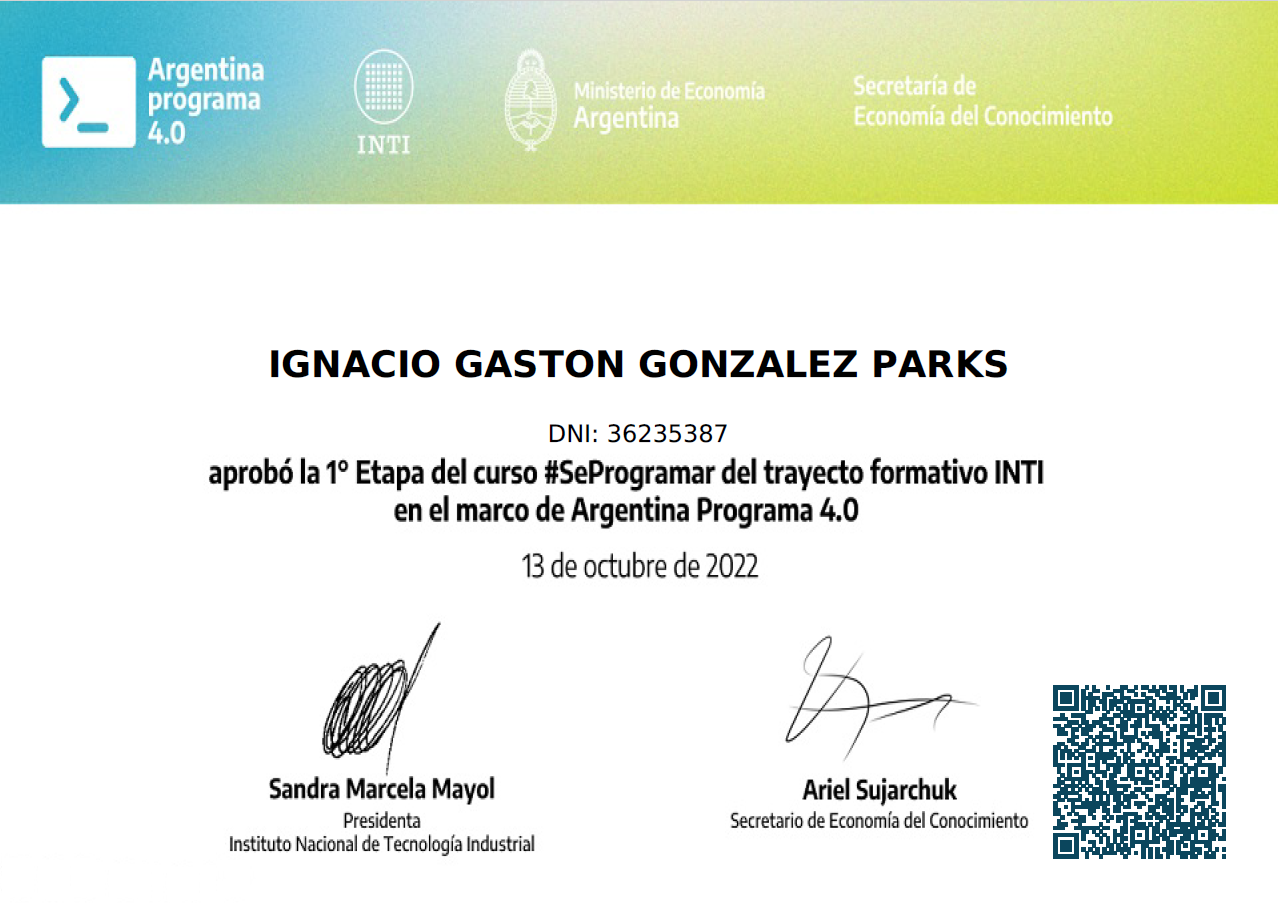 Argentina
programa
4.0
INTI
Ministerio de Economía
Argentina
Secretaría de
Economía del Conocimiento
IGNACIO GASTON GONZALEZ PARKS
DNI: 36235387
aprobó la 1° Etapa del curso #SeProgramar del trayecto formativo INTI
en el marco de Argentina Programa 4.0
13 de octubre de 2022
Sandra Marcela Mayol
Presidenta
Instituto Nacional de Tecnología Industrial
Ariel Sujarchuk
Secretario de Economía del Conocimiento